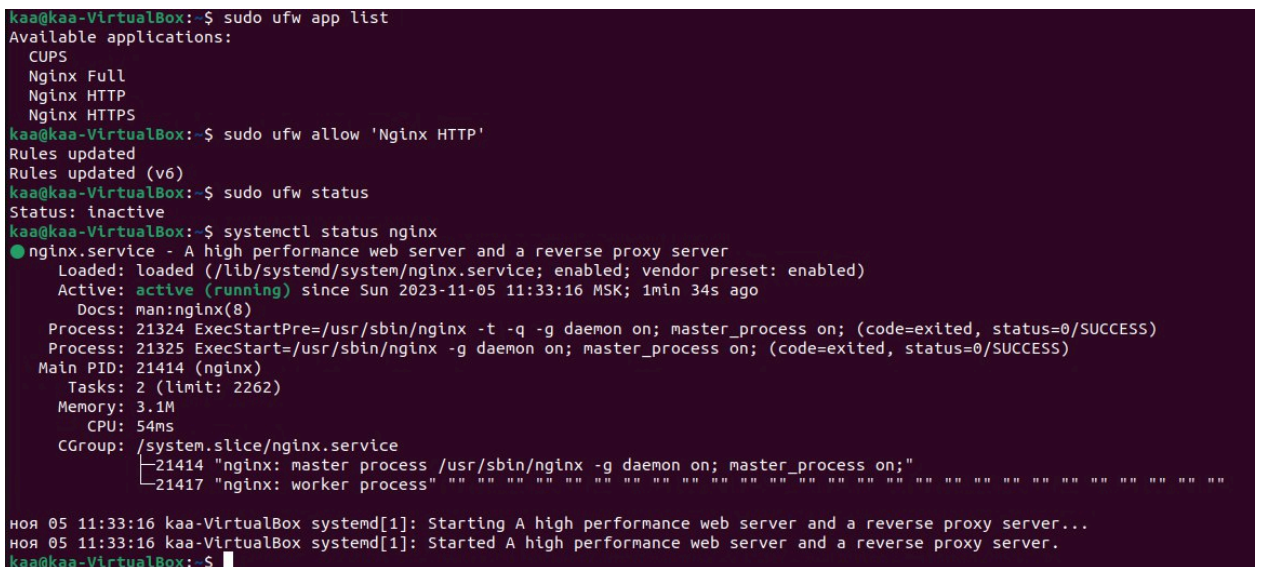 kaa@kaa-VirtualBox:~$ sudo ufw app list
Available applications:
  CUPS
  Nginx Full
  Nginx HTTP
  Nginx HTTPS
kaa@kaa-VirtualBox:~$ sudo ufw allow 'Nginx HTTP'
Rules updated
Rules updated (v6)
kaa@kaa-VirtualBox:~$ sudo ufw status
Status: inactive
kaa@kaa-VirtualBox:~$ systemctl status nginx
● nginx.service - A high performance web server and a reverse proxy server
     Loaded: loaded (/lib/systemd/system/nginx.service; enabled; vendor preset: enabled)
     Active: active (running) since Sun 2023-11-05 11:33:16 MSK; 1min 34s ago
       Docs: man:nginx(8)
    Process: 21324 ExecStartPre=/usr/sbin/nginx -t -q -g daemon on; master_process on; (code=exited, status=0/SUCCESS)
    Process: 21325 ExecStart=/usr/sbin/nginx -g daemon on; master_process on; (code=exited, status=0/SUCCESS)
   Main PID: 21414 (nginx)
      Tasks: 2 (limit: 2262)
     Memory: 3.1M
        CPU: 54ms
     CGroup: /system.slice/nginx.service
             ├─21414 "nginx: master process /usr/sbin/nginx -g daemon on; master_process on;"
             └─21417 "nginx: worker process" "" "" "" "" "" "" "" "" "" "" "" "" "" "" "" "" "" "" "" "" "" "" "" "" "" "" ""
ноя 05 11:33:16 kaa-VirtualBox systemd[1]: Starting A high performance web server and a reverse proxy server...
ноя 05 11:33:16 kaa-VirtualBox systemd[1]: Started A high performance web server and a reverse proxy server.
kaa@kaa-VirtualBox:~$